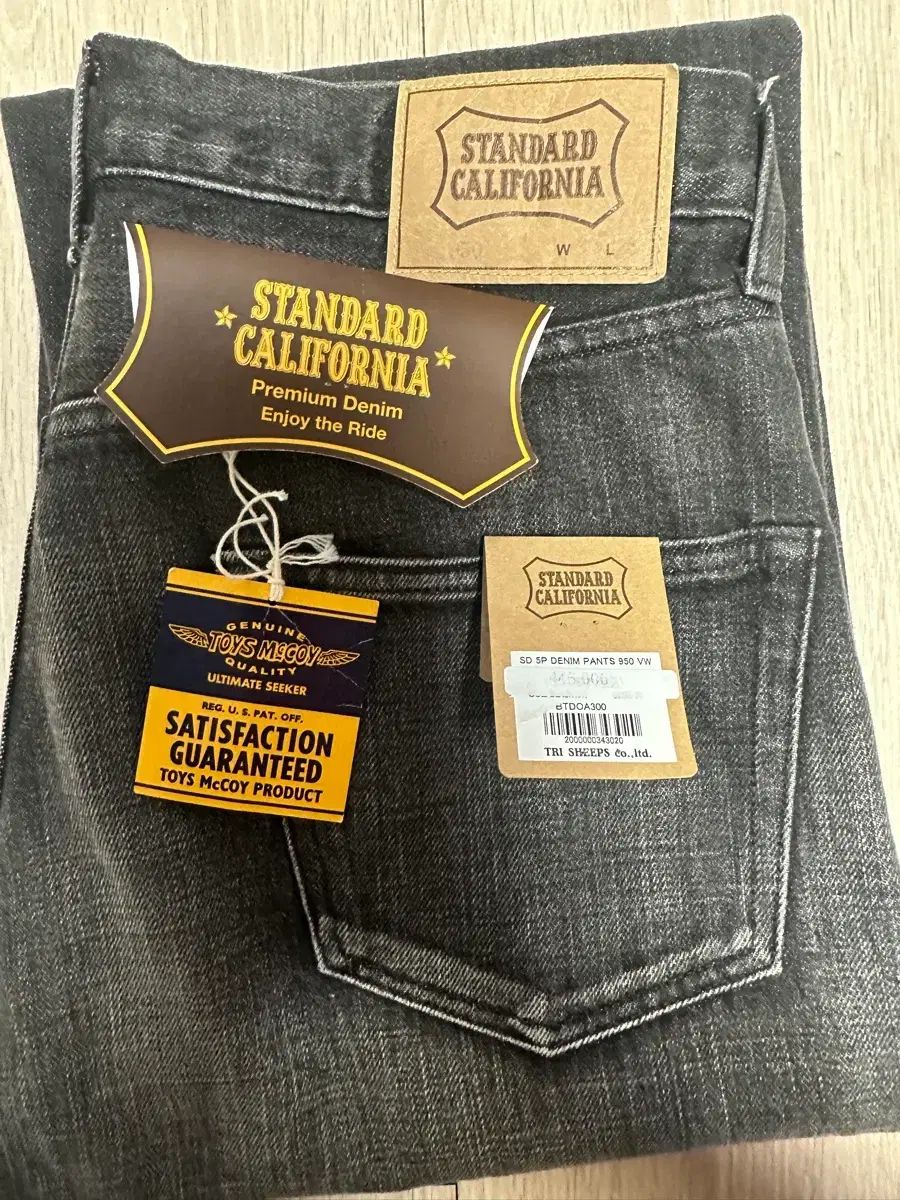 STANDARD
CALIFORNIA
W L
STANDARD
CALIFORNIA
Premium Denim
Enjoy the Ride
GENUINE
TOYS McCOY
QUALITY
ULTIMATE SEEKER
REG. U. S. PAT. OFF.
SATISFACTION
GUARANTEED
TOYS McCOY PRODUCT
STANDARD
CALIFORNIA
SD 5P DENIM PANTS 950 VW
BTDOA300
2000000343020
TRI SHEEPS co.,ltd.